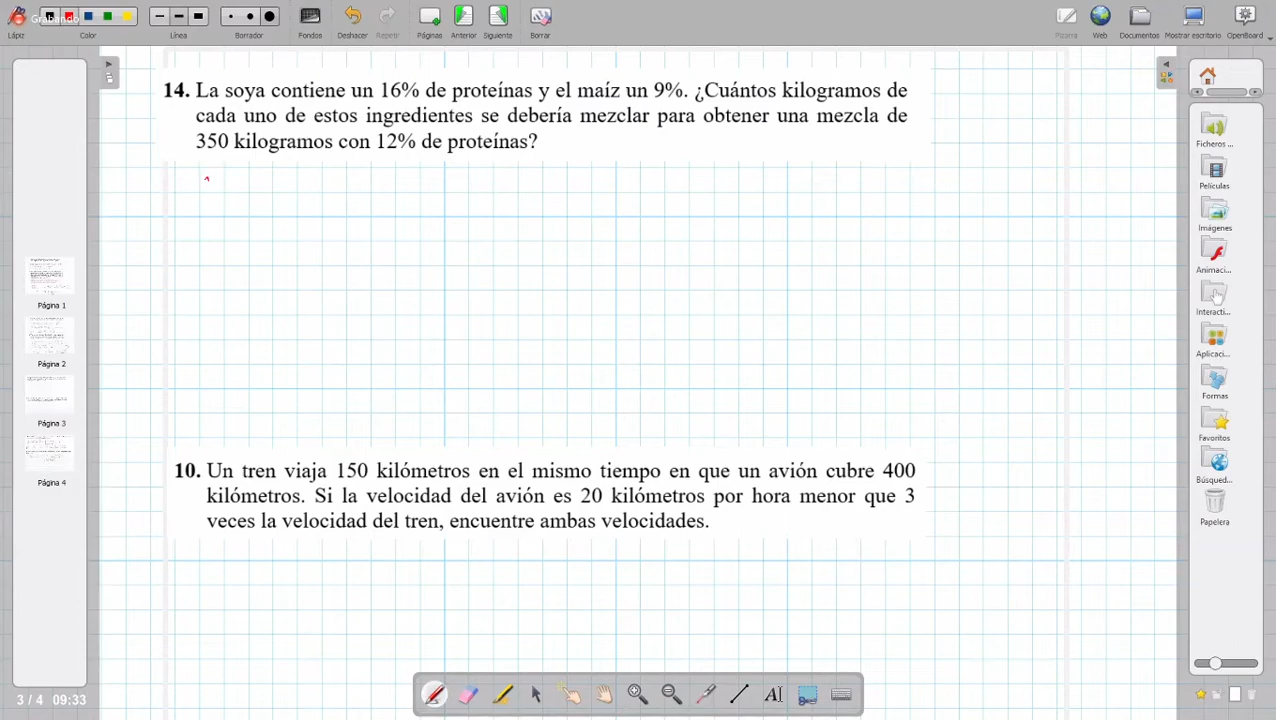 Grabando
Lápiz
Color
Línea
Borrador
Fondos
Deshacer
Repetir
Páginas
Anterior
Siguiente
Borrar
Pizarra
Web
Documentos
Mostrar escritorio
OpenBoard
14. La soya contiene un 16% de proteínas y el maíz un 9%. ¿Cuántos kilogramos de
cada uno de estos ingredientes se debería mezclar para obtener una mezcla de
350 kilogramos con 12% de proteínas?
10. Un tren viaja 150 kilómetros en el mismo tiempo en que un avión cubre 400
kilómetros. Si la velocidad del avión es 20 kilómetros por hora menor que 3
veces la velocidad del tren, encuentre ambas velocidades.
Página 1
Página 2
Página 3
Página 4
3 / 4 09:33
Ficheros ...
Películas
Imágenes
Animaci...
Interacti...
Aplicaci...
Formas
Favoritos
Búsqued...
Papelera